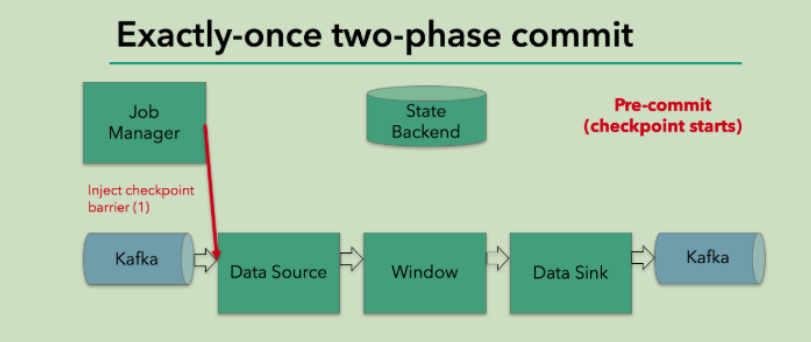 Exactly-once two-phase commit
Job
Manager
State
Backend
Pre-commit
(checkpoint starts)
Inject checkpoint
barrier (1)
Kafka
Data Source
Window
Data Sink
Kafka